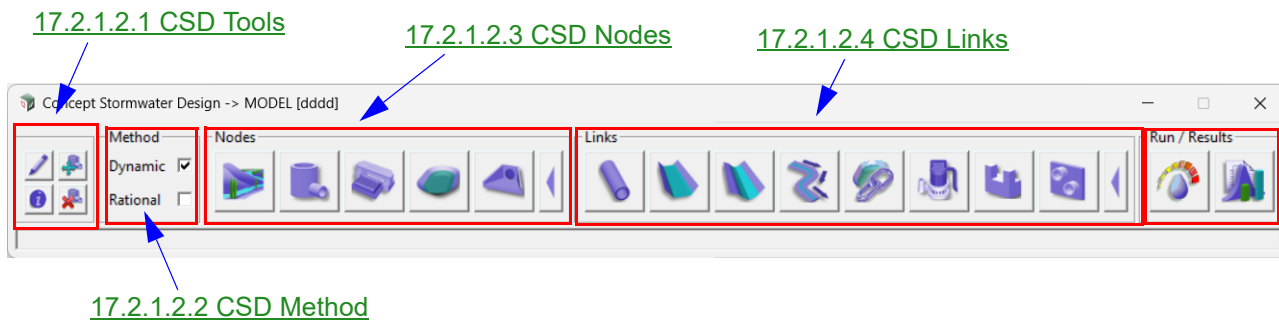 17.2.1.2.1 CSD Tools
17.2.1.2.3 CSD Nodes
17.2.1.2.4 CSD Links
Concept Stormwater Design -> MODEL [dddd]
Method
Nodes
Links
Run / Results
Dynamic
Rational
17.2.1.2.2 CSD Method